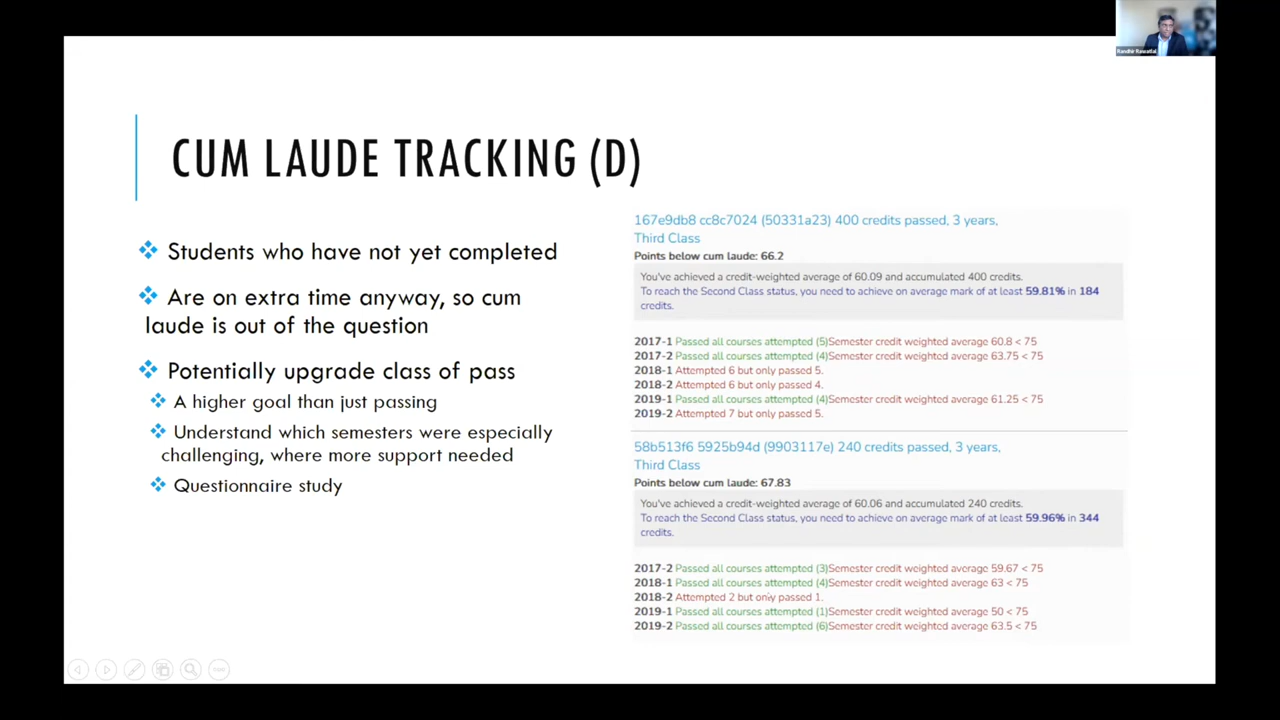 CUM LAUDE TRACKING (D)
Students who have not yet completed
Are on extra time anyway, so cum
laude is out of the question
Potentially upgrade class of pass
A higher goal than just passing
Understand which semesters were especially
challenging, where more support needed
Questionnaire study
167e9db8 cc8c7024 (50331a23) 400 credits passed, 3 years,
Third Class
Points below cum laude: 66.2
You've achieved a credit-weighted average of 60.09 and accumulated 400 credits.
To reach the Second Class status, you need to achieve on average mark of at least 59.81% in 184
credits.
2017-1 Passed all courses attempted (5)Semester credit weighted average 60.8 < 75
2017-2 Passed all courses attempted (4)Semester credit weighted average 63.75 < 75
2018-1 Attempted 6 but only passed 5.
2018-2 Attempted 6 but only passed 4.
2019-1 Passed all courses attempted (4)Semester credit weighted average 61.25 < 75
2019-2 Attempted 7 but only passed 5.
58b513f6 5925b94d (9903117e) 240 credits passed, 3 years,
Third Class
Points below cum laude: 67.83
You've achieved a credit-weighted average of 60.06 and accumulated 240 credits.
To reach the Second Class status, you need to achieve on average mark of at least 59.96% in 344
credits.
2017-2 Passed all courses attempted (3)Semester credit weighted average 59.67 < 75
2018-1 Passed all courses attempted (4)Semester credit weighted average 63 < 75
2018-2 Attempted 2 but only passed 1.
2019-1 Passed all courses attempted (1)Semester credit weighted average 50 < 75
2019-2 Passed all courses attempted (6)Semester credit weighted average 63.5 < 75